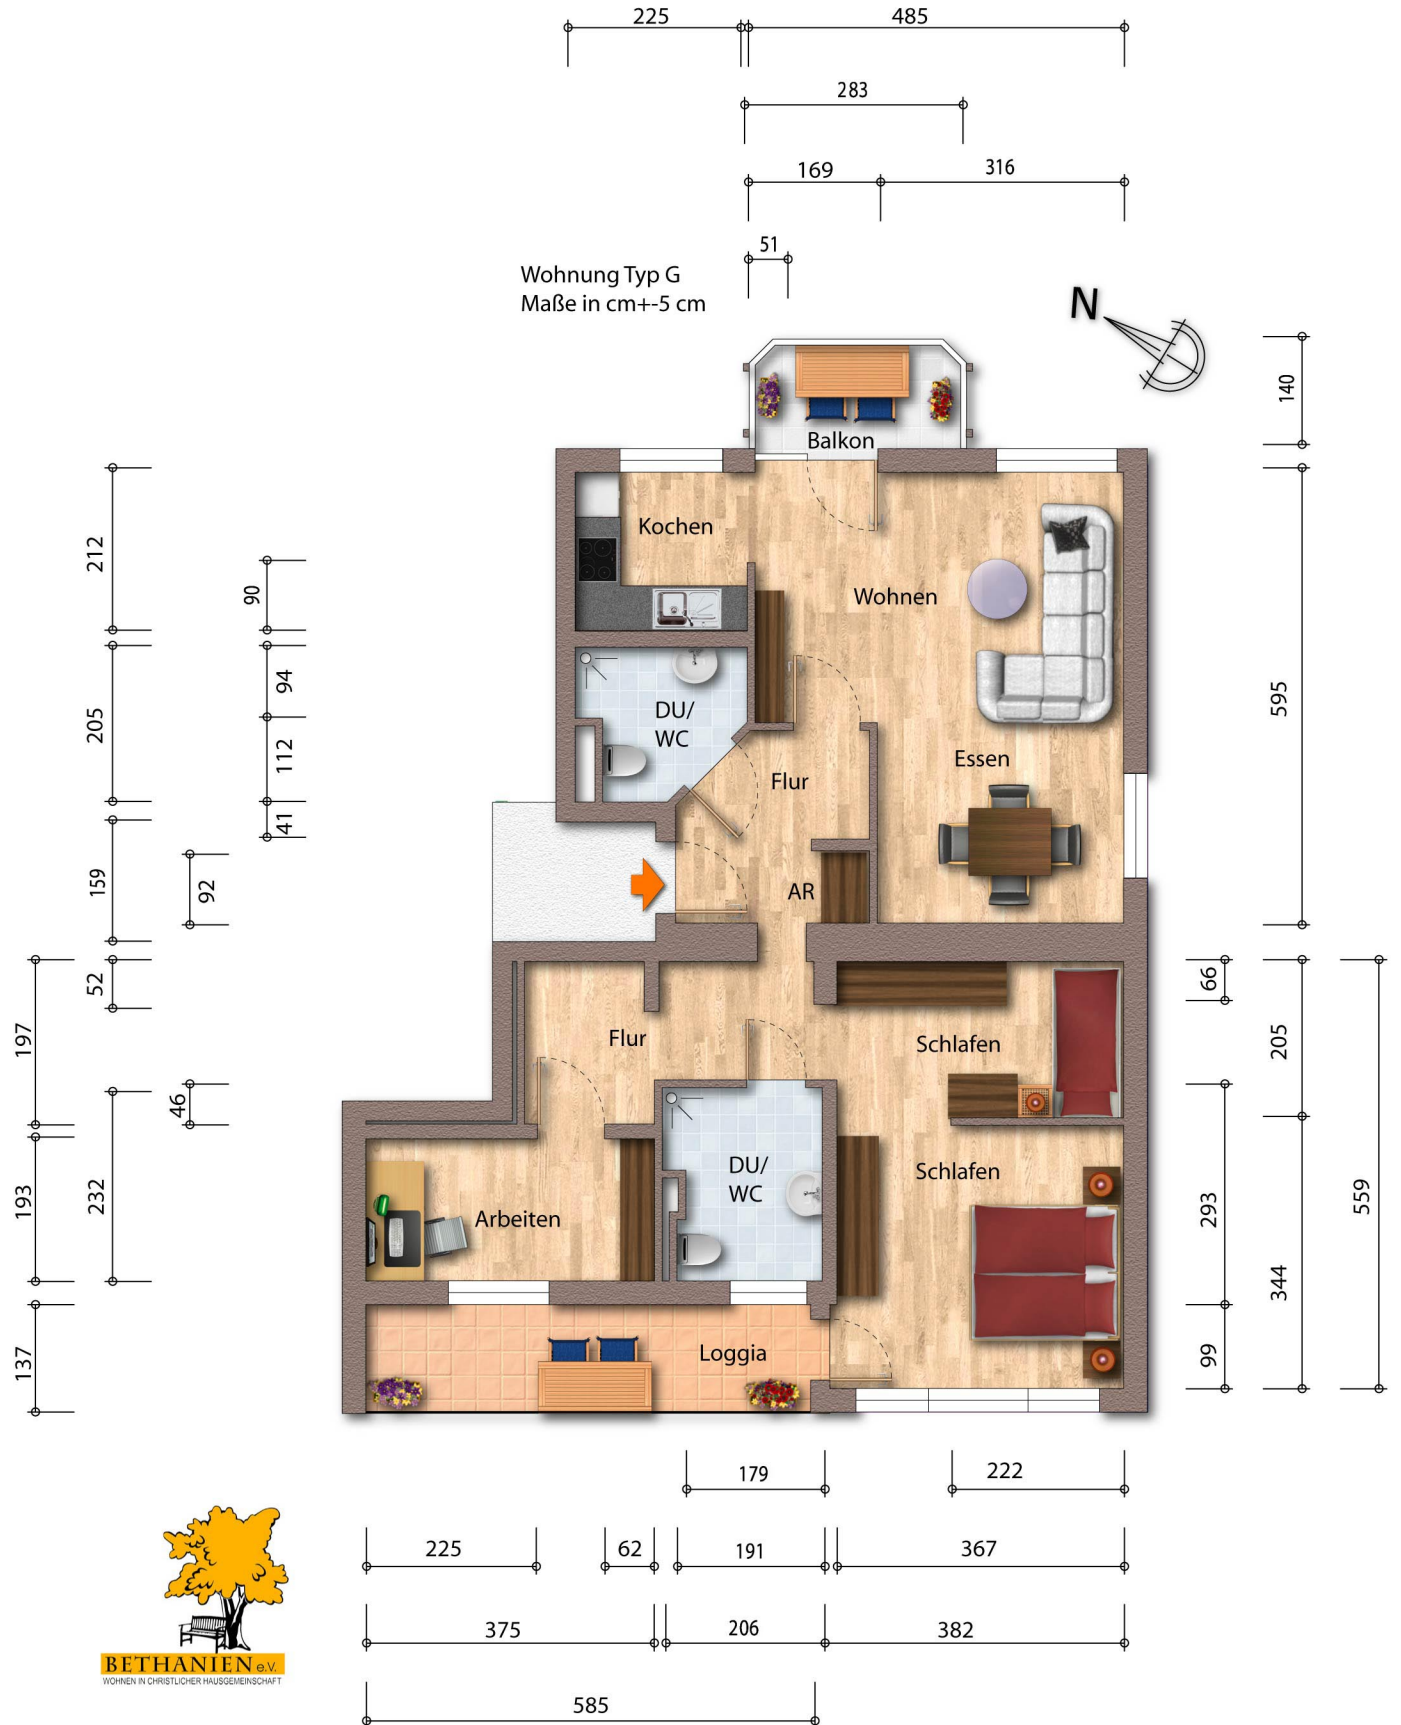 225
485
283
169
316
51
Wohnung Typ G
Maße in cm+-5 cm
N
140
Balkon
212
90
Kochen
Wohnen
205
94
DU/
WC
595
112
Flur
Essen
41
159
92
AR
52
66
197
Flur
Schlafen
205
46
193
232
Arbeiten
DU/
WC
Schlafen
293
559
344
137
Loggia
99
179
222
225
62
191
367
375
206
382
585
BETHANIEN e.V.
WOHNEN IN CHRISTLICHER HAUSGEMEINSCHAFT